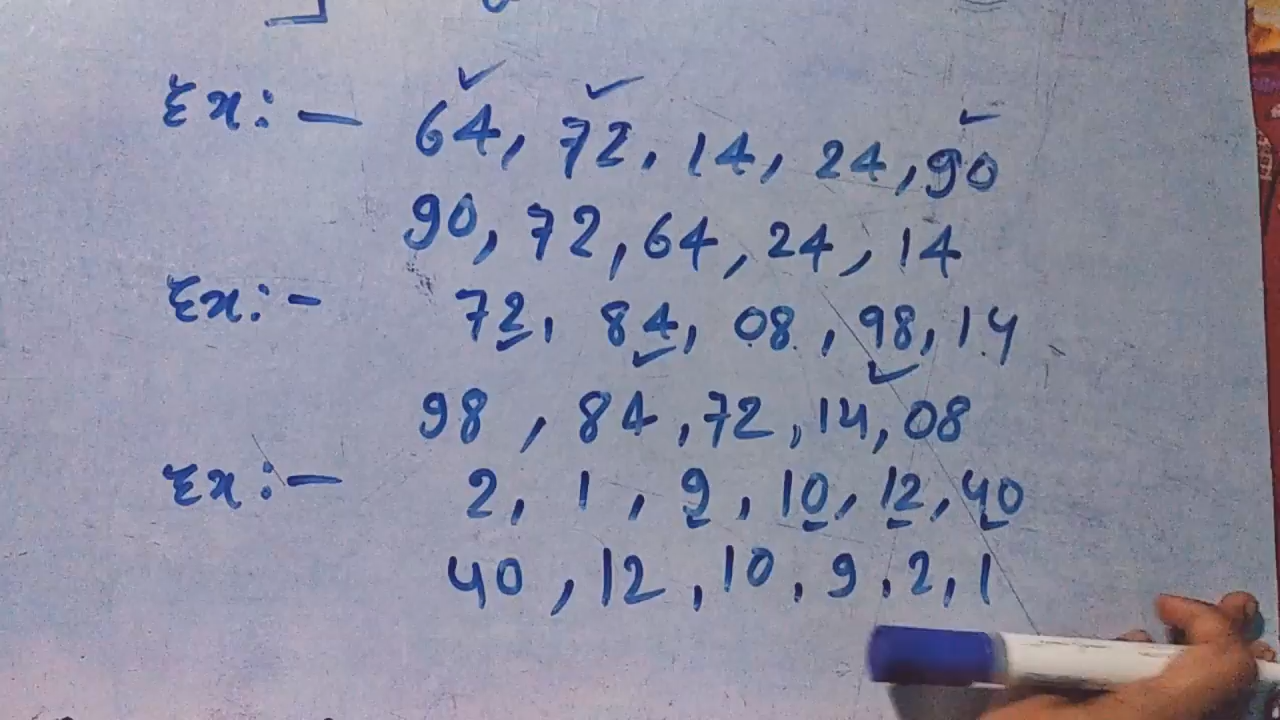 Ex:- 64, 72, 14, 24, 90
90, 72, 64, 24, 14
Ex:- 72, 84, 08, 98, 14
98, 84, 72, 14, 08
Ex:- 2, 1, 9, 10, 12, 40
40, 12, 10, 9, 2, 1